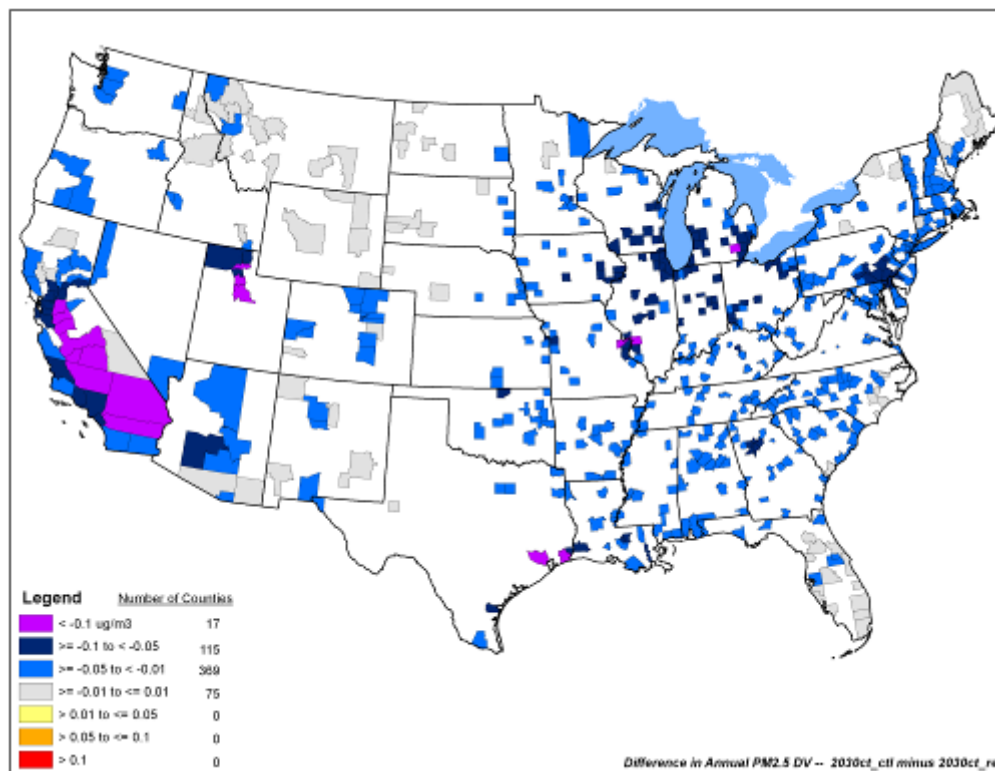 Legend Number of Counties
< -0.1 ug/m3 17
>= -0.1 to < -0.05 115
>= -0.05 to < -0.01 369
>= -0.01 to <= 0.01 75
> 0.01 to <= 0.05 0
> 0.05 to <= 0.1 0
> 0.1 0
Difference in Annual PM2.5 DV -- 2030ct_ctl minus 2030ct_re